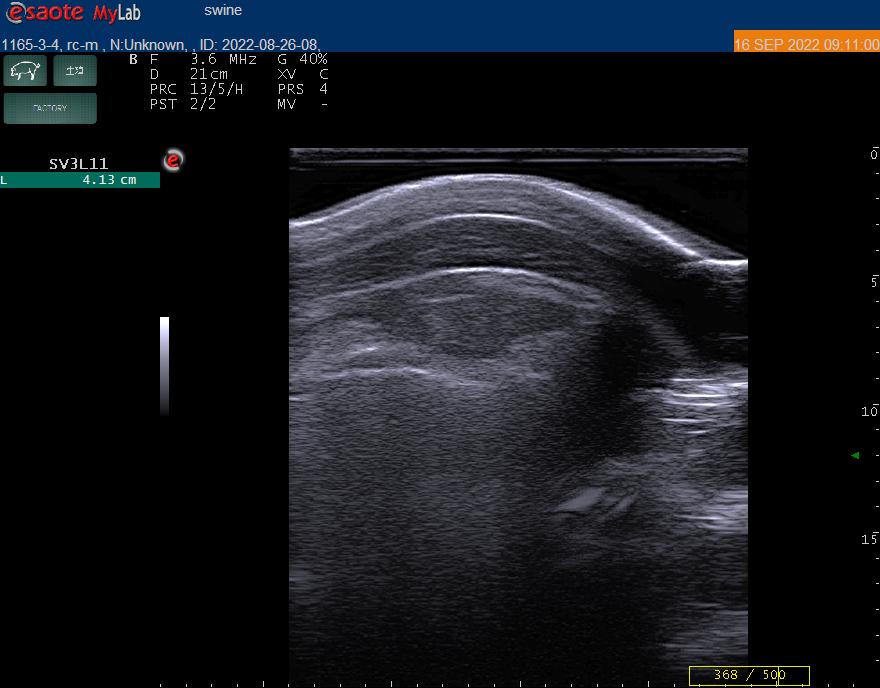 esaote MyLab
swine
1165-3-4, rc-m , N:Unknown, , ID: 2022-08-26-08,
16 SEP 2022 09:11:00
B F 3.6 MHz G 40%
D 21cm XV C
PRC 13/5/H PRS 4
PST 2/2 MV -
FACTORY
SV3L11
e
L 4.13 cm
0
5
10
15
368 / 500